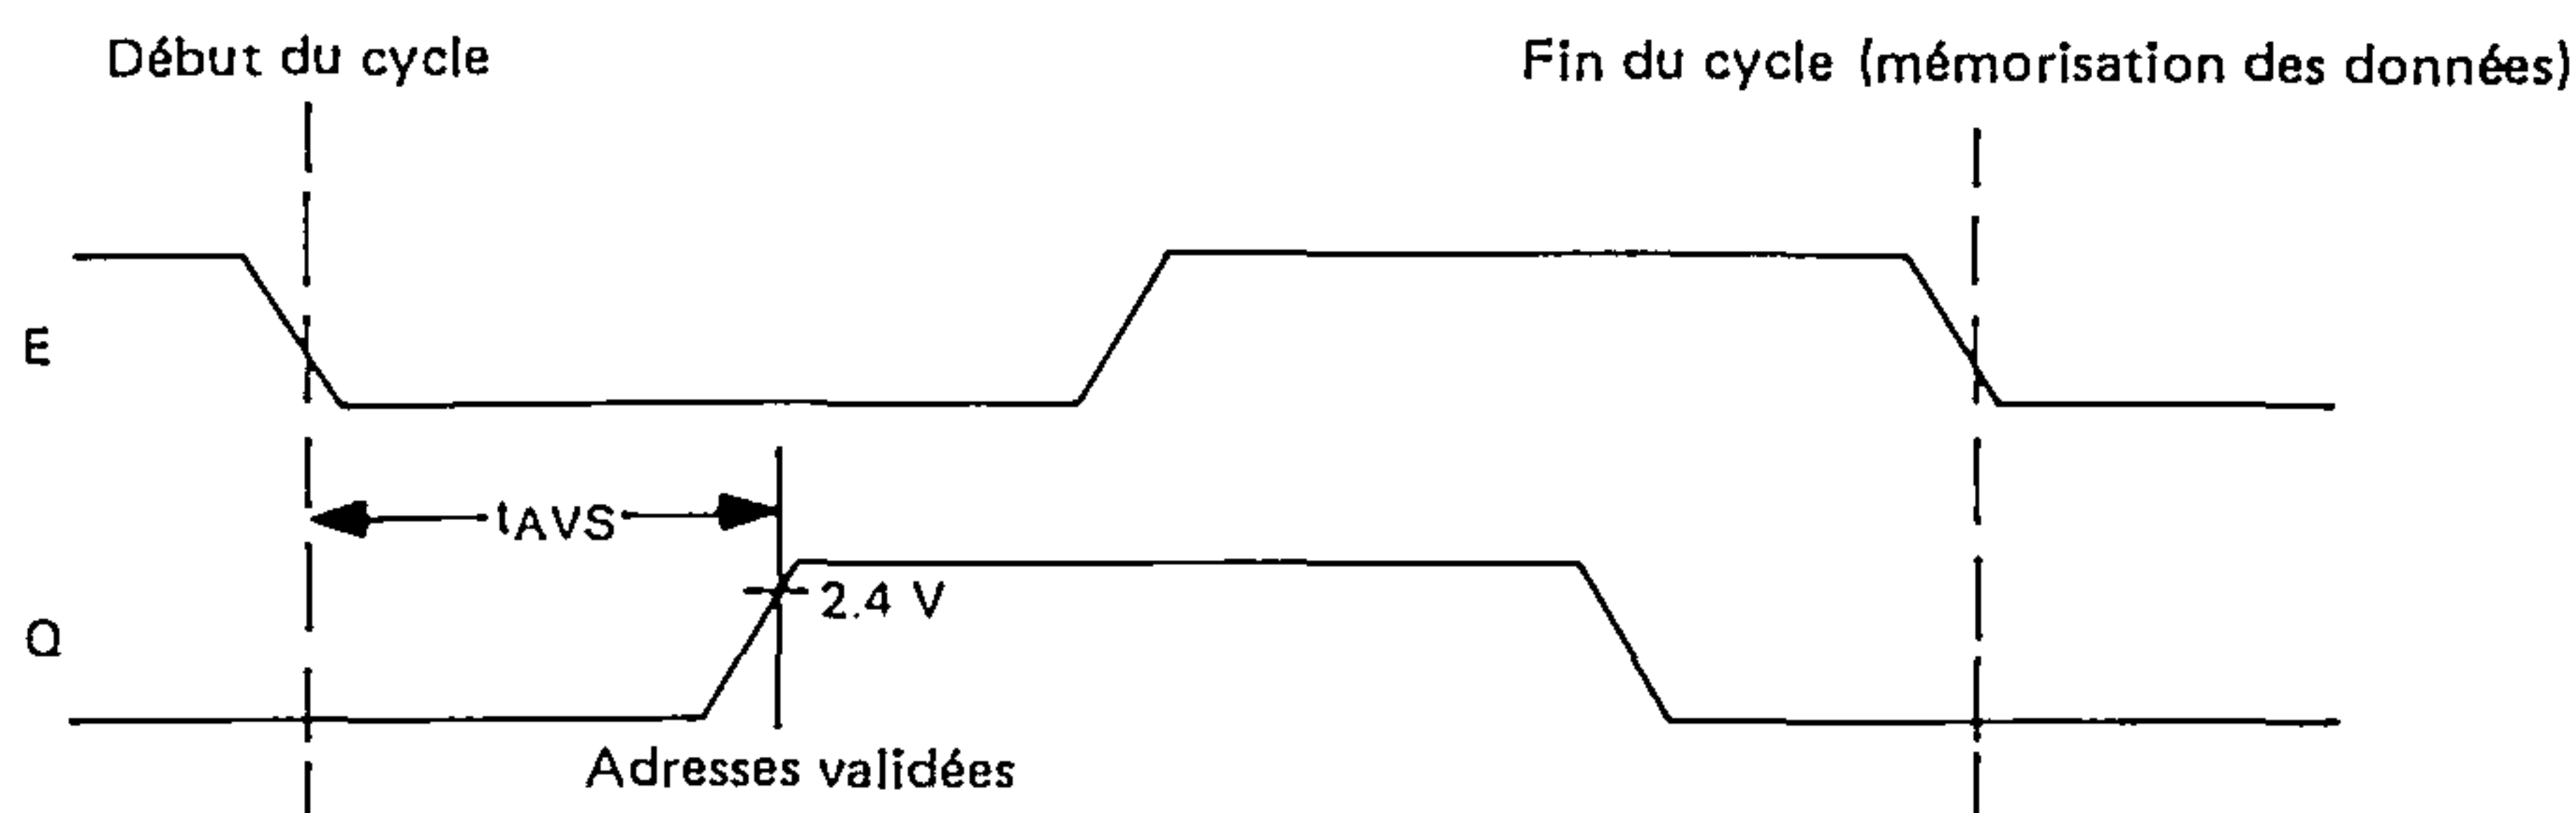 Début du cycle
Fin du cycle (mémorisation des données)
E
tAVS
2.4 V
Q
Adresses validées